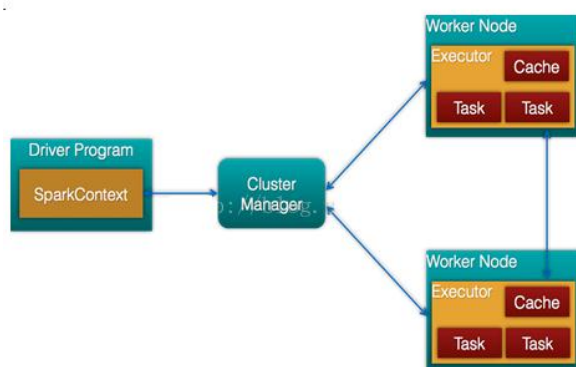 Driver Program
SparkContext
Cluster
Manager
Worker Node
Executor
Cache
Task Task
Worker Node
Executor
Cache
Task Task